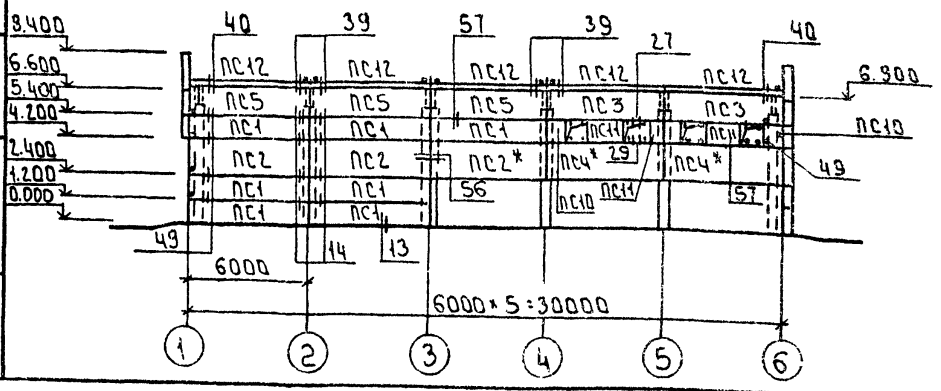 40 39 57 39 27 40
8.400
6.600
5.400
4.200
2.400
1.200
0.000
6.900
ПС12 ПС12 ПС12 ПС12 ПС12
ПС5 ПС5 ПС5 ПС3 ПС3
ПС1 ПС1 ПС1 ПС11 ПС11 ПС10
ПС2 ПС2 ПС2* ПС4* 29 ПС4* 49
ПС1 ПС1 56 ПС10 ПС11 57
ПС1 ПС1
49 14 13
6000
6000×5=30000
1 2 3 4 5 6